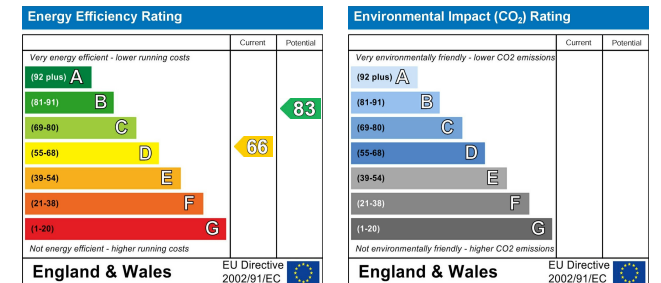 Energy Efficiency Rating
Current Potential
Very energy efficient - lower running costs
(92 plus) A
(81-91) B
(69-80) C
(55-68) D
(39-54) E
(21-38) F
(1-20) G
66
83
Not energy efficient - higher running costs
England & Wales
EU Directive
2002/91/EC
Environmental Impact (CO₂) Rating
Current Potential
Very environmentally friendly - lower CO2 emissions
(92 plus) A
(81-91) B
(69-80) C
(55-68) D
(39-54) E
(21-38) F
(1-20) G
Not environmentally friendly - higher CO2 emissions
England & Wales
EU Directive
2002/91/EC